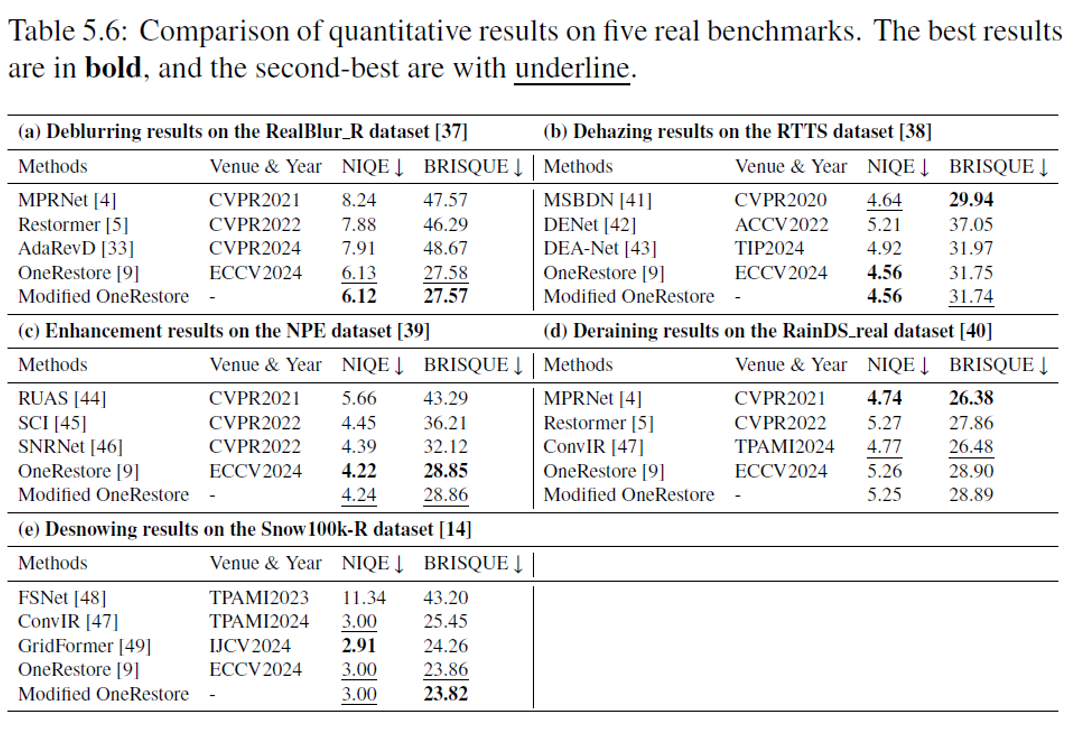 Table 5.6: Comparison of quantitative results on five real benchmarks. The best results
are in bold, and the second-best are with underline.
(a) Deblurring results on the RealBlur_R dataset [37]
Methods Venue & Year NIQE ↓ BRISQUE ↓
MPRNet [4] CVPR2021 8.24 47.57
Restormer [5] CVPR2022 7.88 46.29
AdaRevD [33] CVPR2024 7.91 48.67
OneRestore [9] ECCV2024 6.13 27.58
Modified OneRestore - 6.12 27.57
(b) Dehazing results on the RTTS dataset [38]
Methods Venue & Year NIQE ↓ BRISQUE ↓
MSBDN [41] CVPR2020 4.64 29.94
DENet [42] ACCV2022 5.21 37.05
DEA-Net [43] TIP2024 4.92 31.97
OneRestore [9] ECCV2024 4.56 31.75
Modified OneRestore - 4.56 31.74
(c) Enhancement results on the NPE dataset [39]
Methods Venue & Year NIQE ↓ BRISQUE ↓
RUAS [44] CVPR2021 5.66 43.29
SCI [45] CVPR2022 4.45 36.21
SNRNet [46] CVPR2022 4.39 32.12
OneRestore [9] ECCV2024 4.22 28.85
Modified OneRestore - 4.24 28.86
(d) Deraining results on the RainDS_real dataset [40]
Methods Venue & Year NIQE ↓ BRISQUE ↓
MPRNet [4] CVPR2021 4.74 26.38
Restormer [5] CVPR2022 5.27 27.86
ConvIR [47] TPAMI2024 4.77 26.48
OneRestore [9] ECCV2024 5.26 28.90
Modified OneRestore - 5.25 28.89
(e) Desnowing results on the Snow100k-R dataset [14]
Methods Venue & Year NIQE ↓ BRISQUE ↓
FSNet [48] TPAMI2023 11.34 43.20
ConvIR [47] TPAMI2024 3.00 25.45
GridFormer [49] IJCV2024 2.91 24.26
OneRestore [9] ECCV2024 3.00 23.86
Modified OneRestore - 3.00 23.82